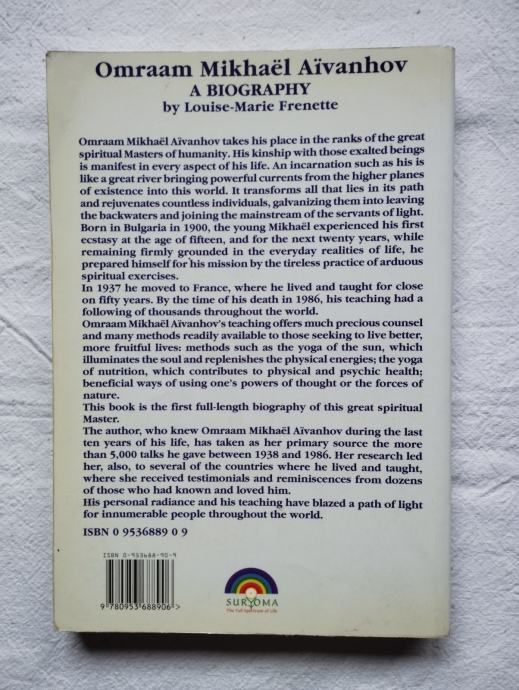 Omraam Mikhaël Aïvanhov
A BIOGRAPHY
by Louise-Marie Frenette
Omraam Mikhaël Aïvanhov takes his place in the ranks of the great
spiritual Masters of humanity. His kinship with those exalted beings
is manifest in every aspect of his life. An incarnation such as his is
like a great river bringing powerful currents from the higher planes
of existence into this world. It transforms all that lies in its path
and rejuvenates countless individuals, galvanizing them into leaving
the backwaters and joining the mainstream of the servants of light.
Born in Bulgaria in 1900, the young Mikhaël experienced his first
ecstasy at the age of fifteen, and for the next twenty years, while
remaining firmly grounded in the everyday realities of life, he
prepared himself for his mission by the tireless practice of arduous
spiritual exercises.
In 1937 he moved to France, where he lived and taught for close
on fifty years. By the time of his death in 1986, his teaching had a
following of thousands throughout the world.
Omraam Mikhaël Aïvanhov's teaching offers much precious counsel
and many methods readily available to those seeking to live better,
more fruitful lives: methods such as the yoga of the sun, which
illuminates the soul and replenishes the physical energies; the yoga
of nutrition, which contributes to physical and psychic health;
beneficial ways of using one's powers of thought or the forces of
nature.
This book is the first full-length biography of this great spiritual
Master.
The author, who knew Omraam Mikhaël Aïvanhov during the last
ten years of his life, has taken as her primary source the more
than 5,000 talks he gave between 1938 and 1986. Her research led
her, also, to several of the countries where he lived and taught,
where she received testimonials and reminiscences from dozens
of those who had known and loved him.
His personal radiance and his teaching have blazed a path of light
for innumerable people throughout the world.
ISBN 0 9536889 0 9
ISBN 0-953688-90-9
9 780953 688906 >
SURYOMA
The Full Spectrum of Life